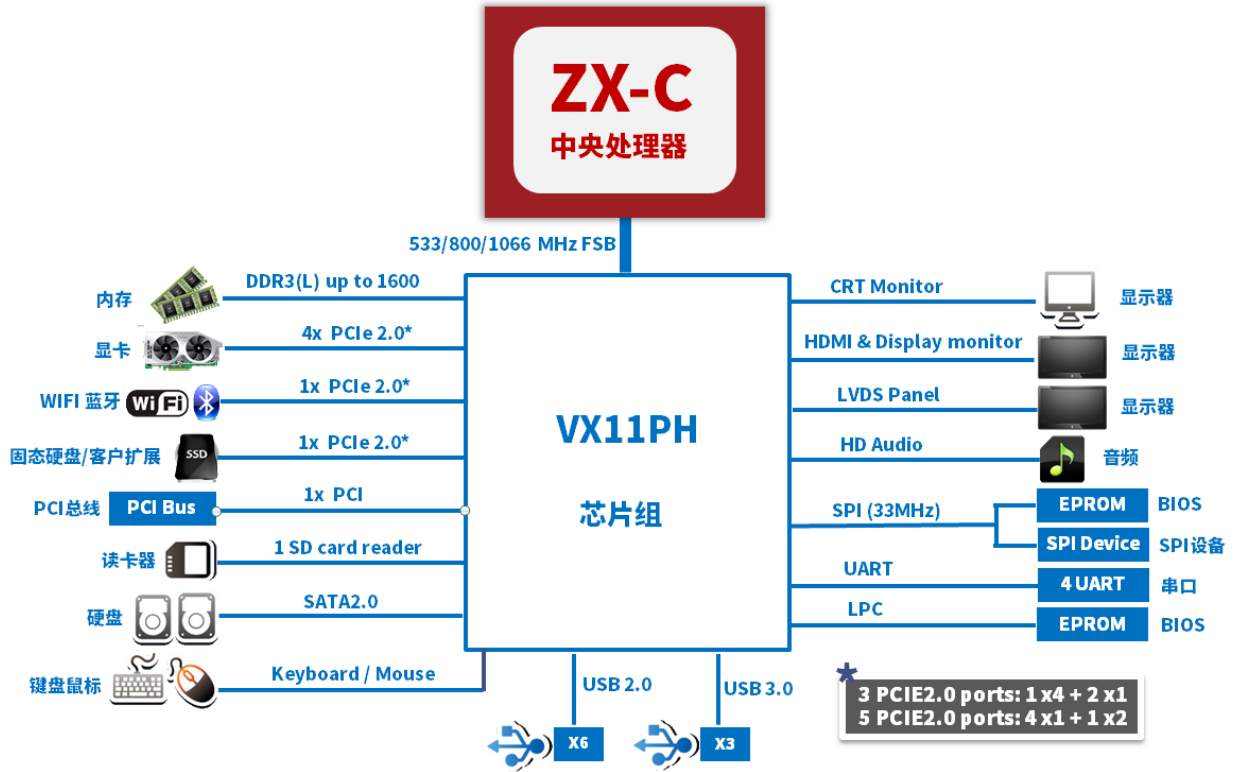 ZX-C
中央处理器
533/800/1066 MHz FSB
内存
DDR3(L) up to 1600
显卡
4x PCIe 2.0*
WIFI 蓝牙
Wi Fi
1x PCIe 2.0*
固态硬盘/客户扩展
SSD
1x PCIe 2.0*
PCI总线
PCI Bus
1x PCI
读卡器
1 SD card reader
硬盘
SATA2.0
键盘鼠标
Keyboard / Mouse
VX11PH
芯片组
CRT Monitor
显示器
HDMI & Display monitor
显示器
LVDS Panel
显示器
HD Audio
音频
SPI (33MHz)
EPROM
BIOS
SPI Device
SPI设备
UART
4 UART
串口
LPC
EPROM
BIOS
USB 2.0
X6
USB 3.0
X3
*
3 PCIE2.0 ports: 1 x4 + 2 x1
5 PCIE2.0 ports: 4 x1 + 1 x2